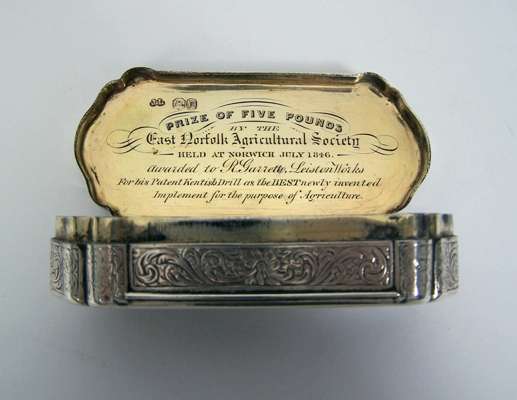 PRIZE OF FIVE POUNDS
BY THE
East Norfolk Agricultural Society
HELD AT NORWICH JULY 1846.
Awarded to R. Garrett, Leiston Works
For his Patent Kentish Drill as the BEST newly invented
Implement for the purpose of Agriculture.